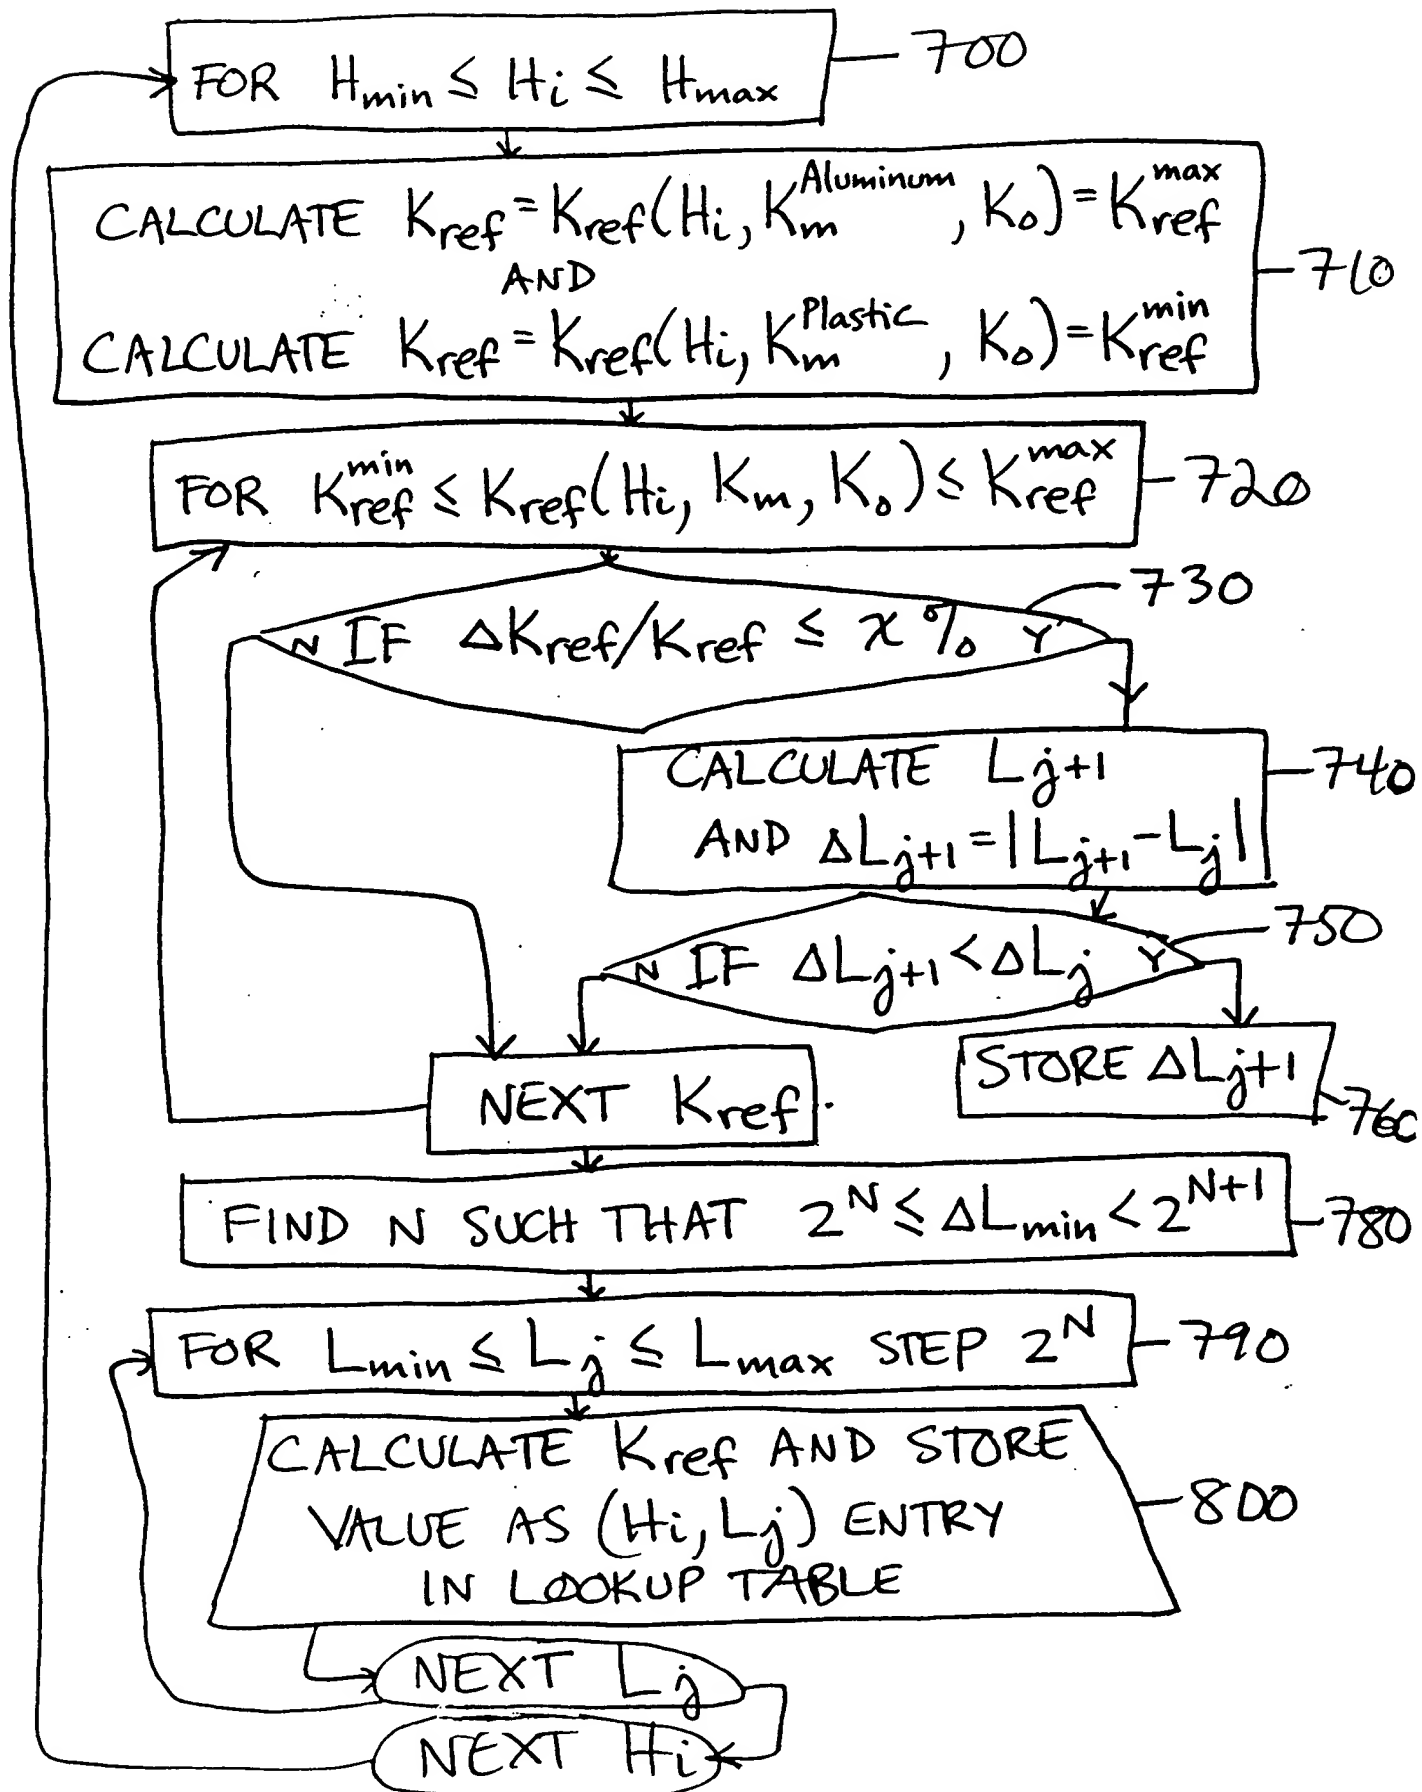 FOR Hmin ≤ Hi ≤ Hmax 700
CALCULATE Kref = Kref(Hi, Km^Aluminum, Ko) = Kref^max
AND
710
CALCULATE Kref = Kref(Hi, Km^Plastic, Ko) = Kref^min
FOR Kref^min ≤ Kref(Hi, Km, Ko) ≤ Kref^max 720
730
N IF ΔKref/Kref ≤ x % Y
CALCULATE Lj+1 740
AND ΔLj+1 = |Lj+1 - Lj|
750
N IF ΔLj+1 < ΔLj Y
STORE ΔLj+1
760
NEXT Kref
FIND N SUCH THAT 2^N ≤ ΔLmin < 2^N+1 780
FOR Lmin ≤ Lj ≤ Lmax STEP 2^N 790
CALCULATE Kref AND STORE
VALUE AS (Hi, Lj) ENTRY 800
IN LOOKUP TABLE
NEXT Lj
NEXT Hi